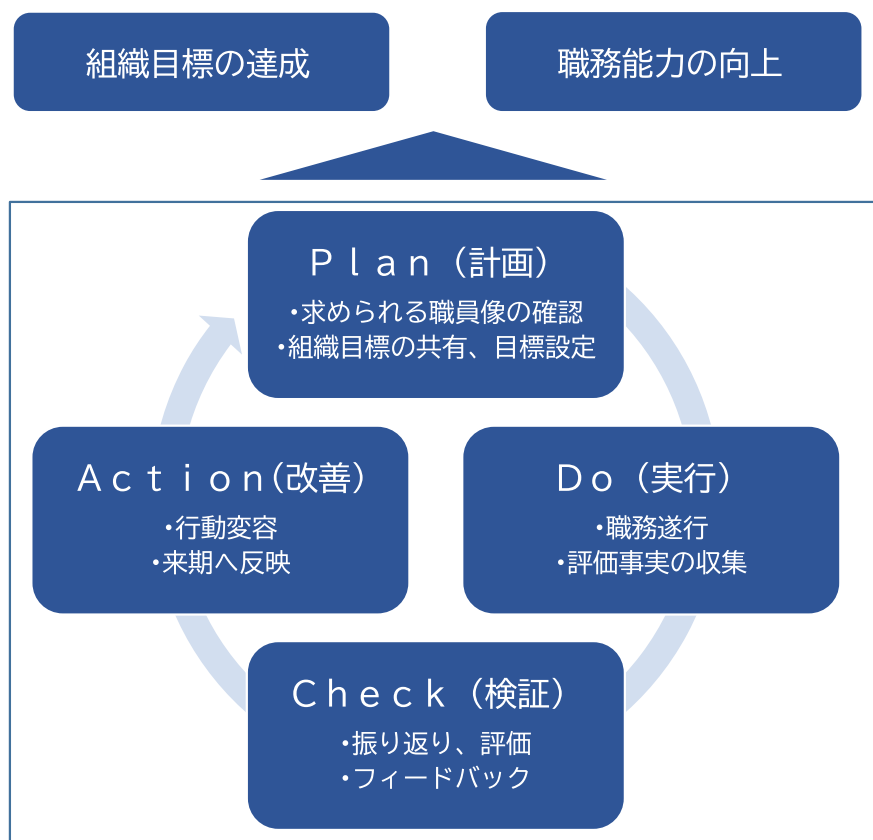 組織目標の達成
職務能力の向上
Ｐｌａｎ（計画）
・求められる職員像の確認
・組織目標の共有、目標設定
Ａｃｔｉｏｎ(改善）
・行動変容
・来期へ反映
Ｄｏ（実行）
・職務遂行
・評価事実の収集
Ｃｈｅｃｋ（検証）
・振り返り、評価
・フィードバック